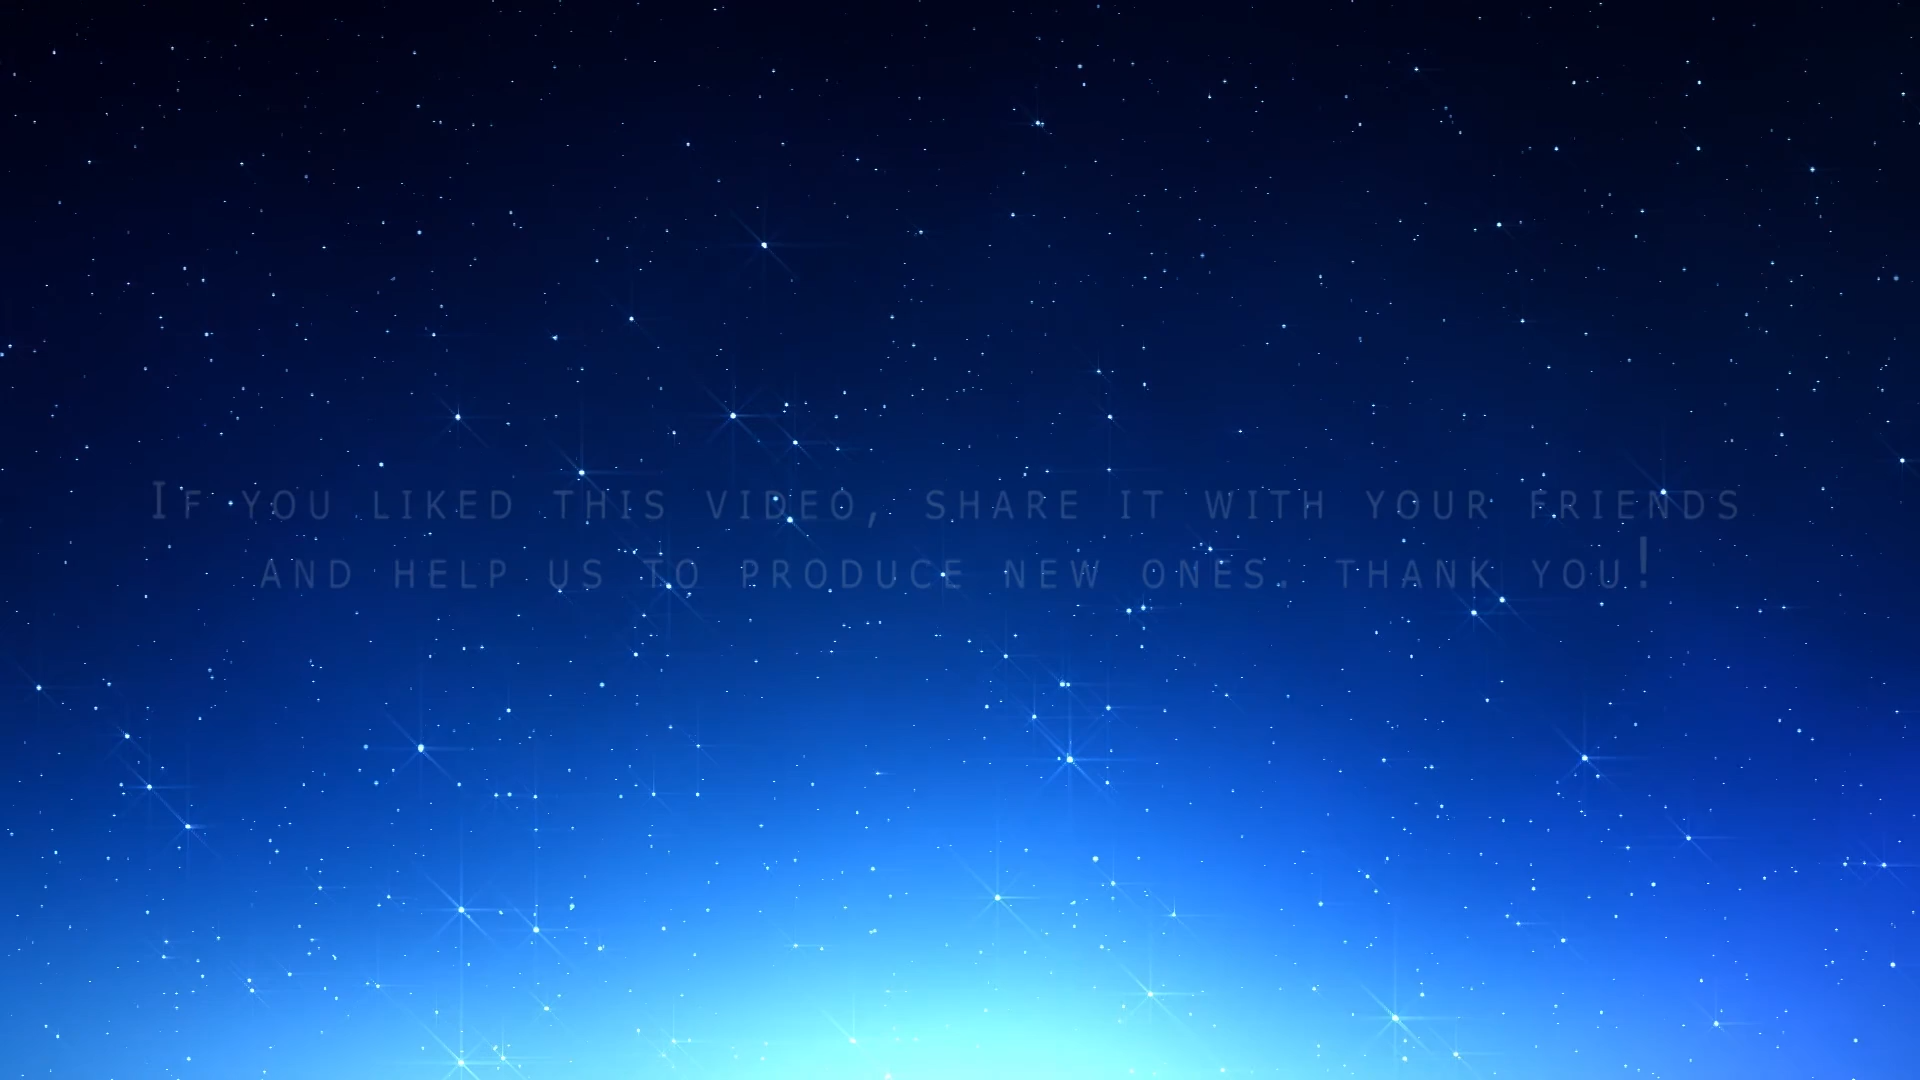 If you liked this video, share it with your friends
and help us to produce new ones. thank you!